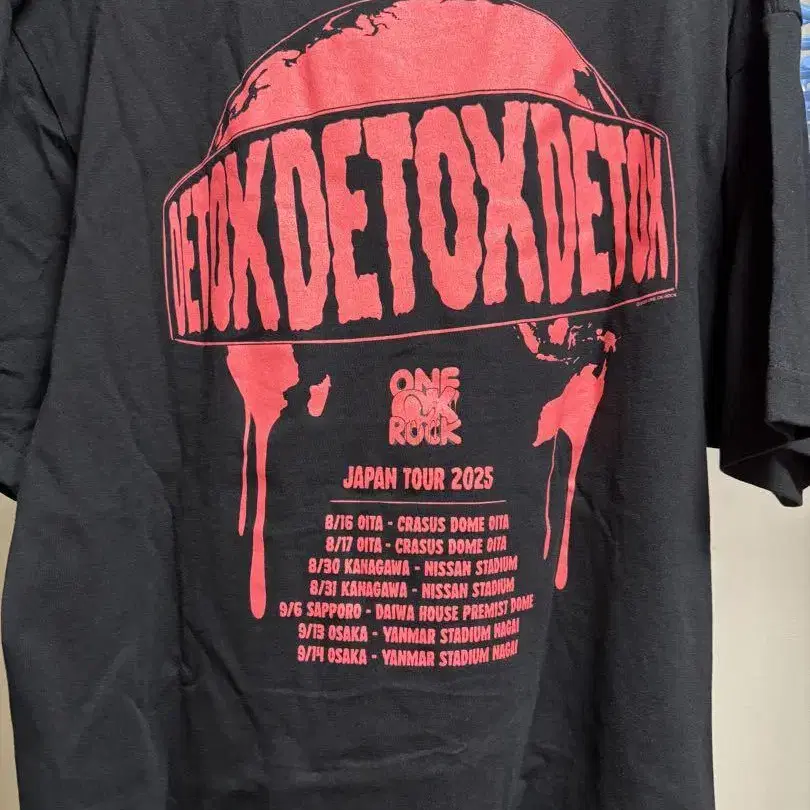 DETOXDETOXDETOX
ONE
OK
ROCK
JAPAN TOUR 2025
8/16 OITA - CRASUS DOME OITA
8/17 OITA - CRASUS DOME OITA
8/30 KANAGAWA - NISSAN STADIUM
8/31 KANAGAWA - NISSAN STADIUM
9/6 SAPPORO - DAIWA HOUSE PREMIST DOME
9/13 OSAKA - YANMAR STADIUM NAGAI
9/14 OSAKA - YANMAR STADIUM NAGAI